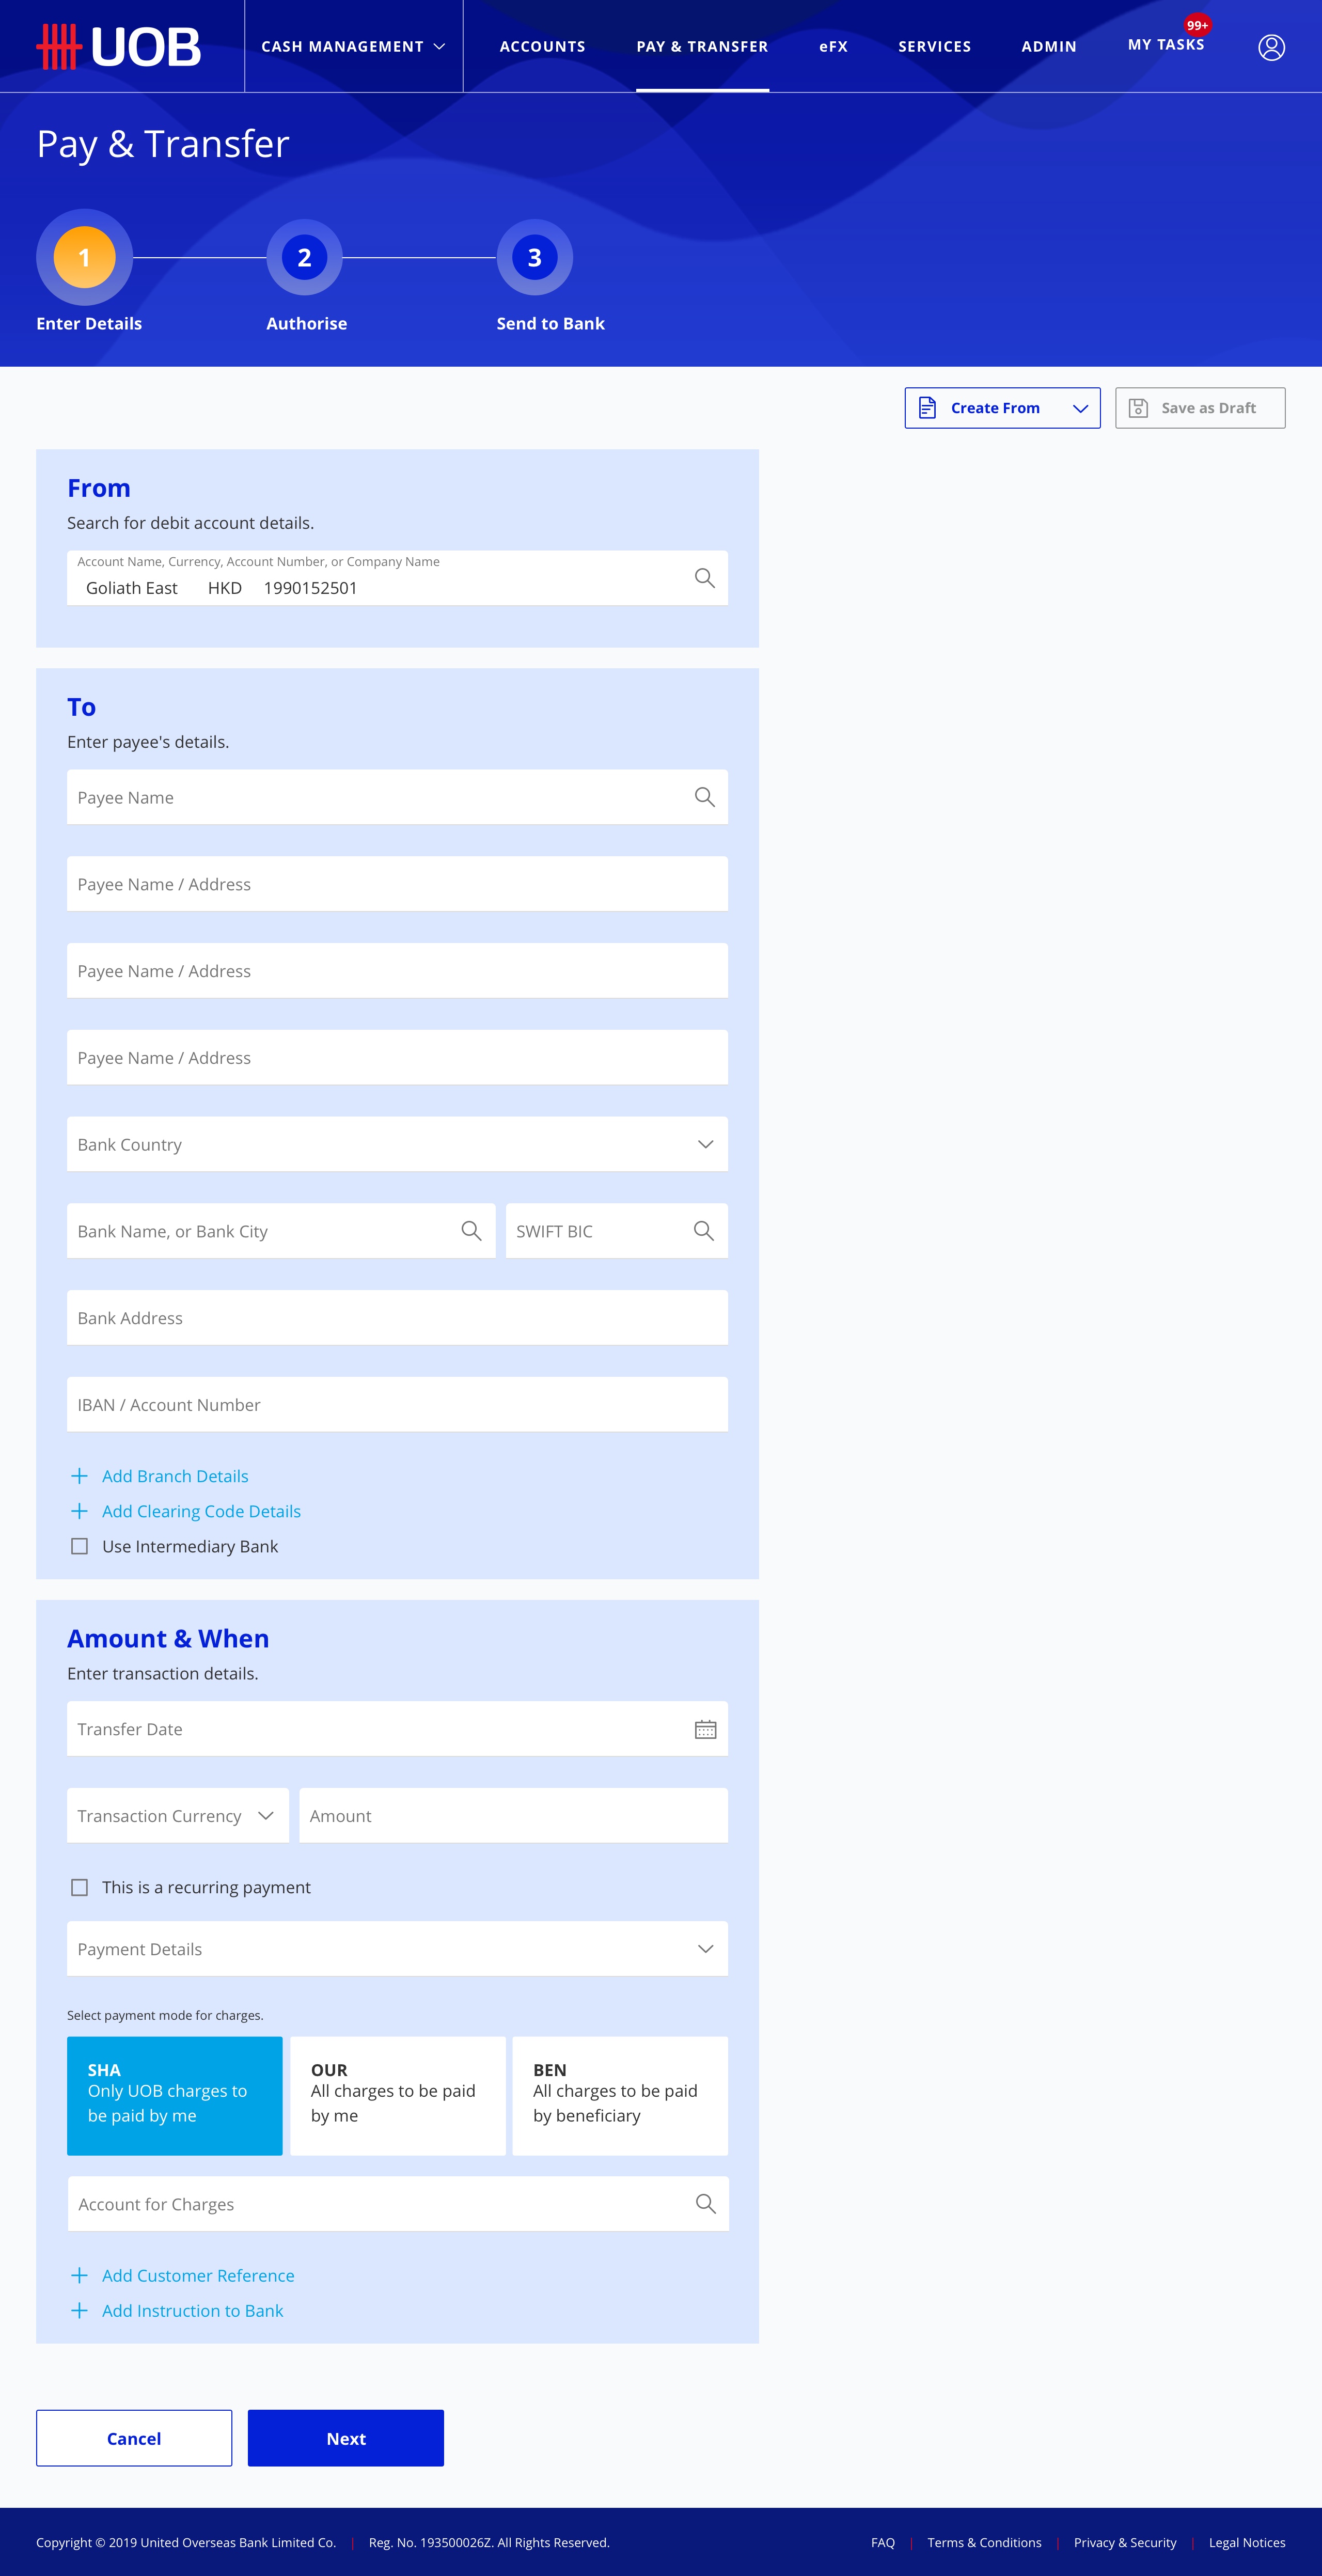 UOB
CASH MANAGEMENT
ACCOUNTS
PAY & TRANSFER
eFX
SERVICES
ADMIN
MY TASKS
99+
Pay & Transfer
1
2
3
Enter Details
Authorise
Send to Bank
Create From
Save as Draft
From
Search for debit account details.
Account Name, Currency, Account Number, or Company Name
Goliath East HKD 1990152501
To
Enter payee's details.
Payee Name
Payee Name / Address
Payee Name / Address
Payee Name / Address
Bank Country
Bank Name, or Bank City
SWIFT BIC
Bank Address
IBAN / Account Number
Add Branch Details
Add Clearing Code Details
Use Intermediary Bank
Amount & When
Enter transaction details.
Transfer Date
Transaction Currency
Amount
This is a recurring payment
Payment Details
Select payment mode for charges.
SHA
Only UOB charges to
be paid by me
OUR
All charges to be paid
by me
BEN
All charges to be paid
by beneficiary
Account for Charges
Add Customer Reference
Add Instruction to Bank
Cancel
Next
Copyright © 2019 United Overseas Bank Limited Co. | Reg. No. 193500026Z. All Rights Reserved.
FAQ | Terms & Conditions | Privacy & Security | Legal Notices